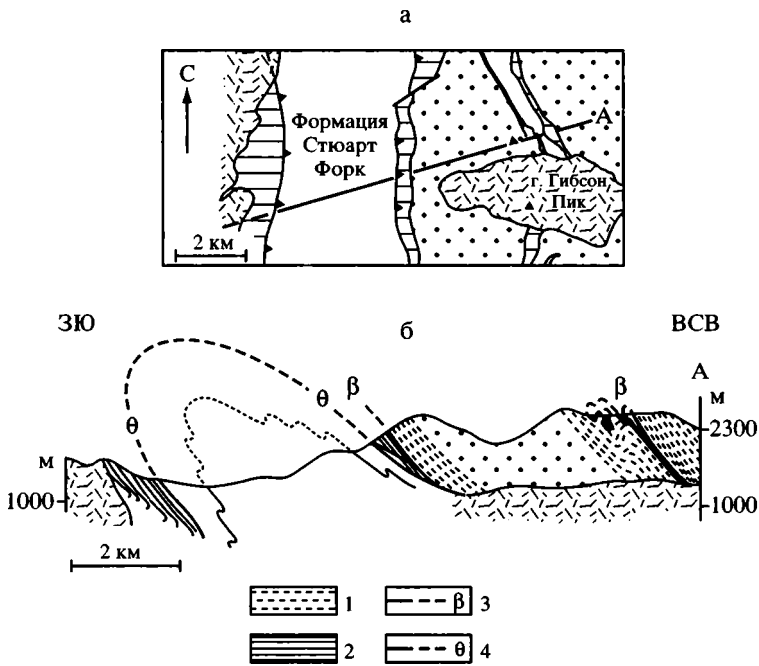 а
С
Формация
Стюарт
Форк
А
г. Гибсон
Пик
2 км
ЗЮ
б
ВСВ
А
м
2300
1000
м
1000
θ
θ
β
β
2 км
1
β
3
2
θ
4